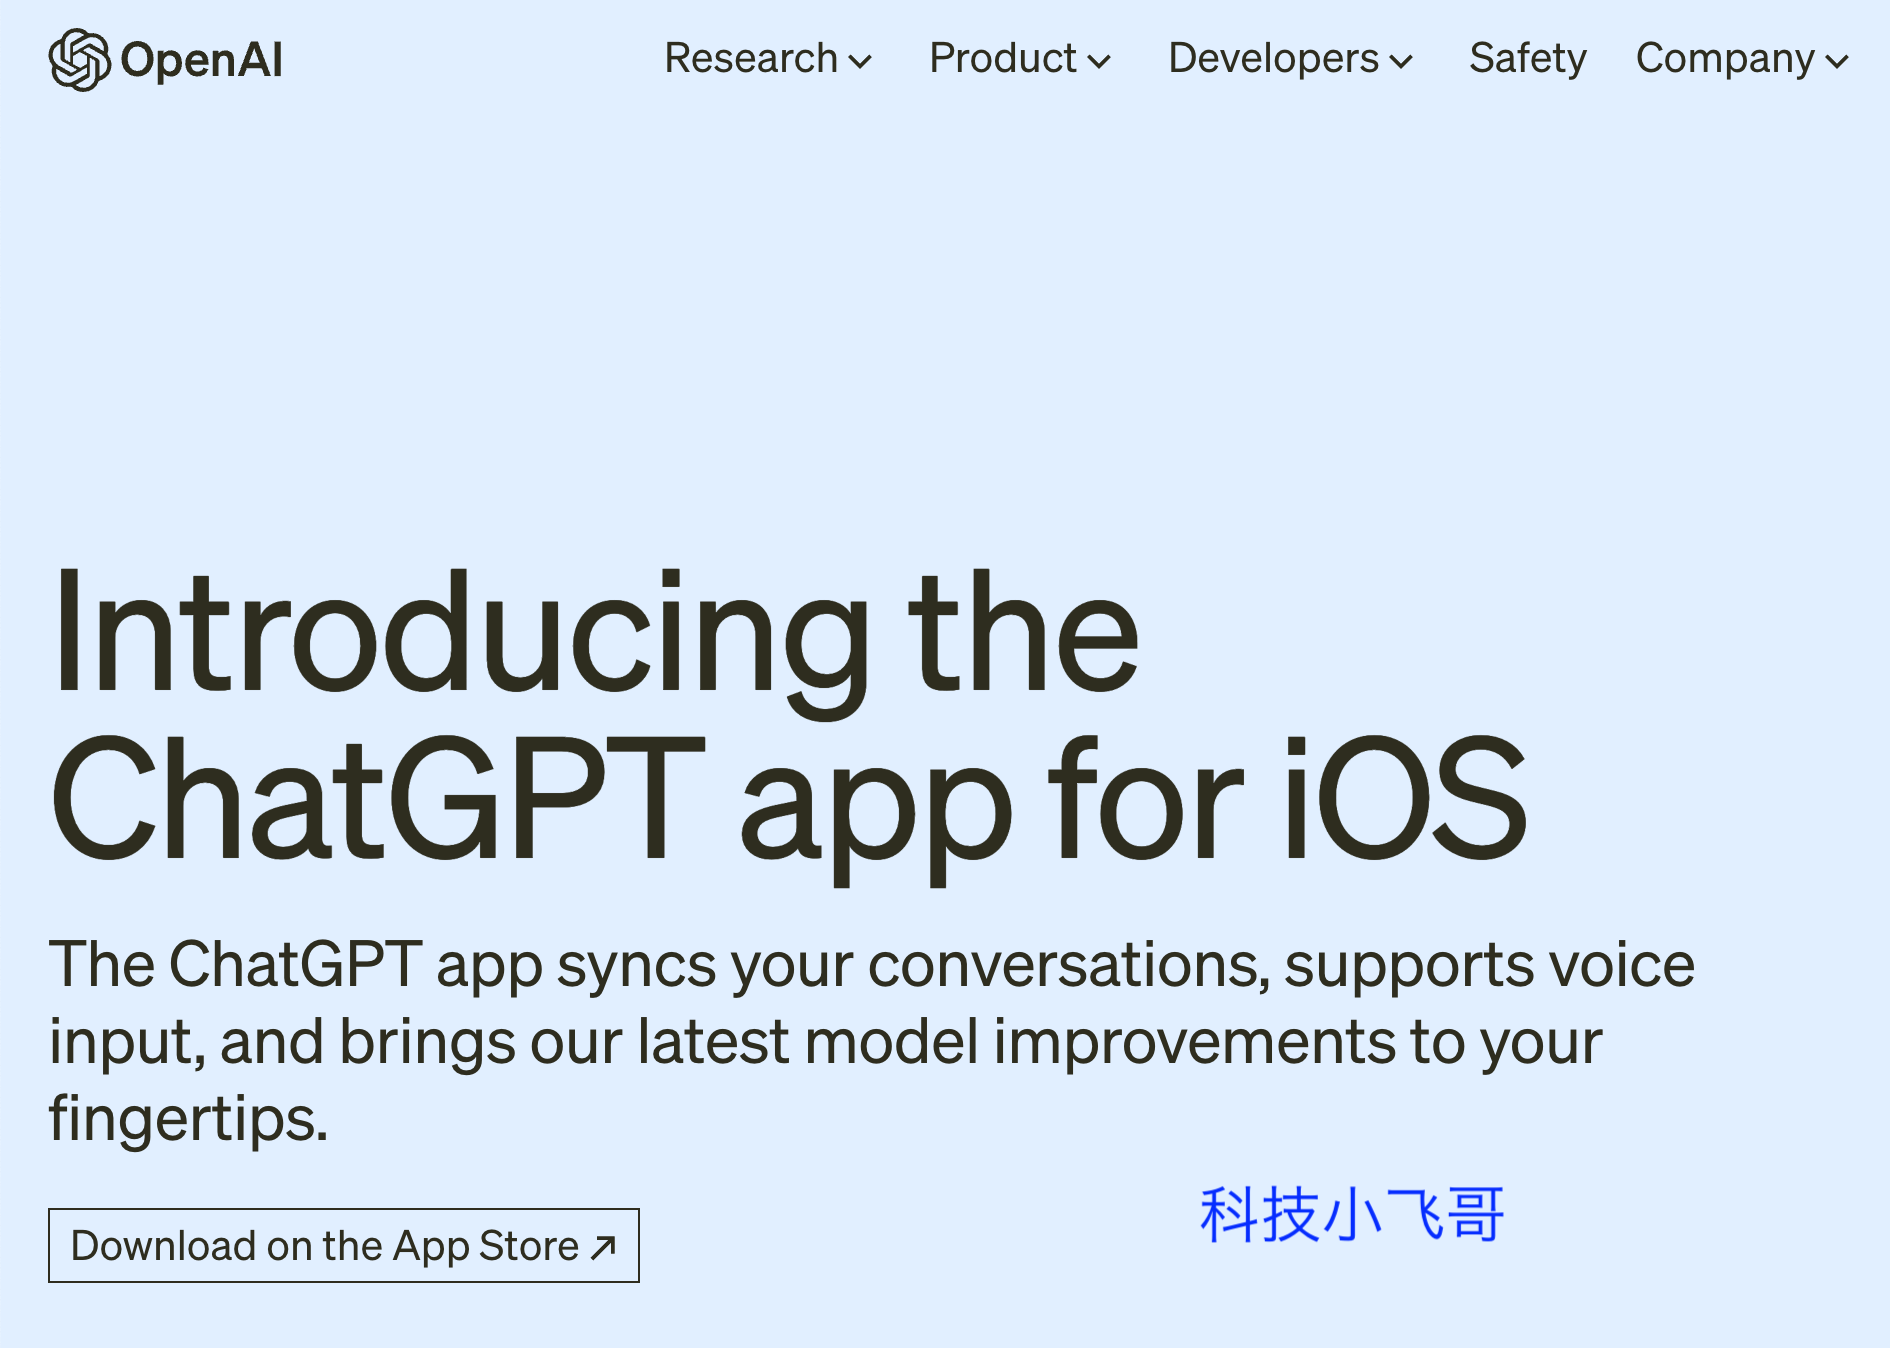 OpenAI
Research Product Developers Safety Company
Introducing the
ChatGPT app for iOS
The ChatGPT app syncs your conversations, supports voice
input, and brings our latest model improvements to your
fingertips.
科技小飞哥
Download on the App Store ↗